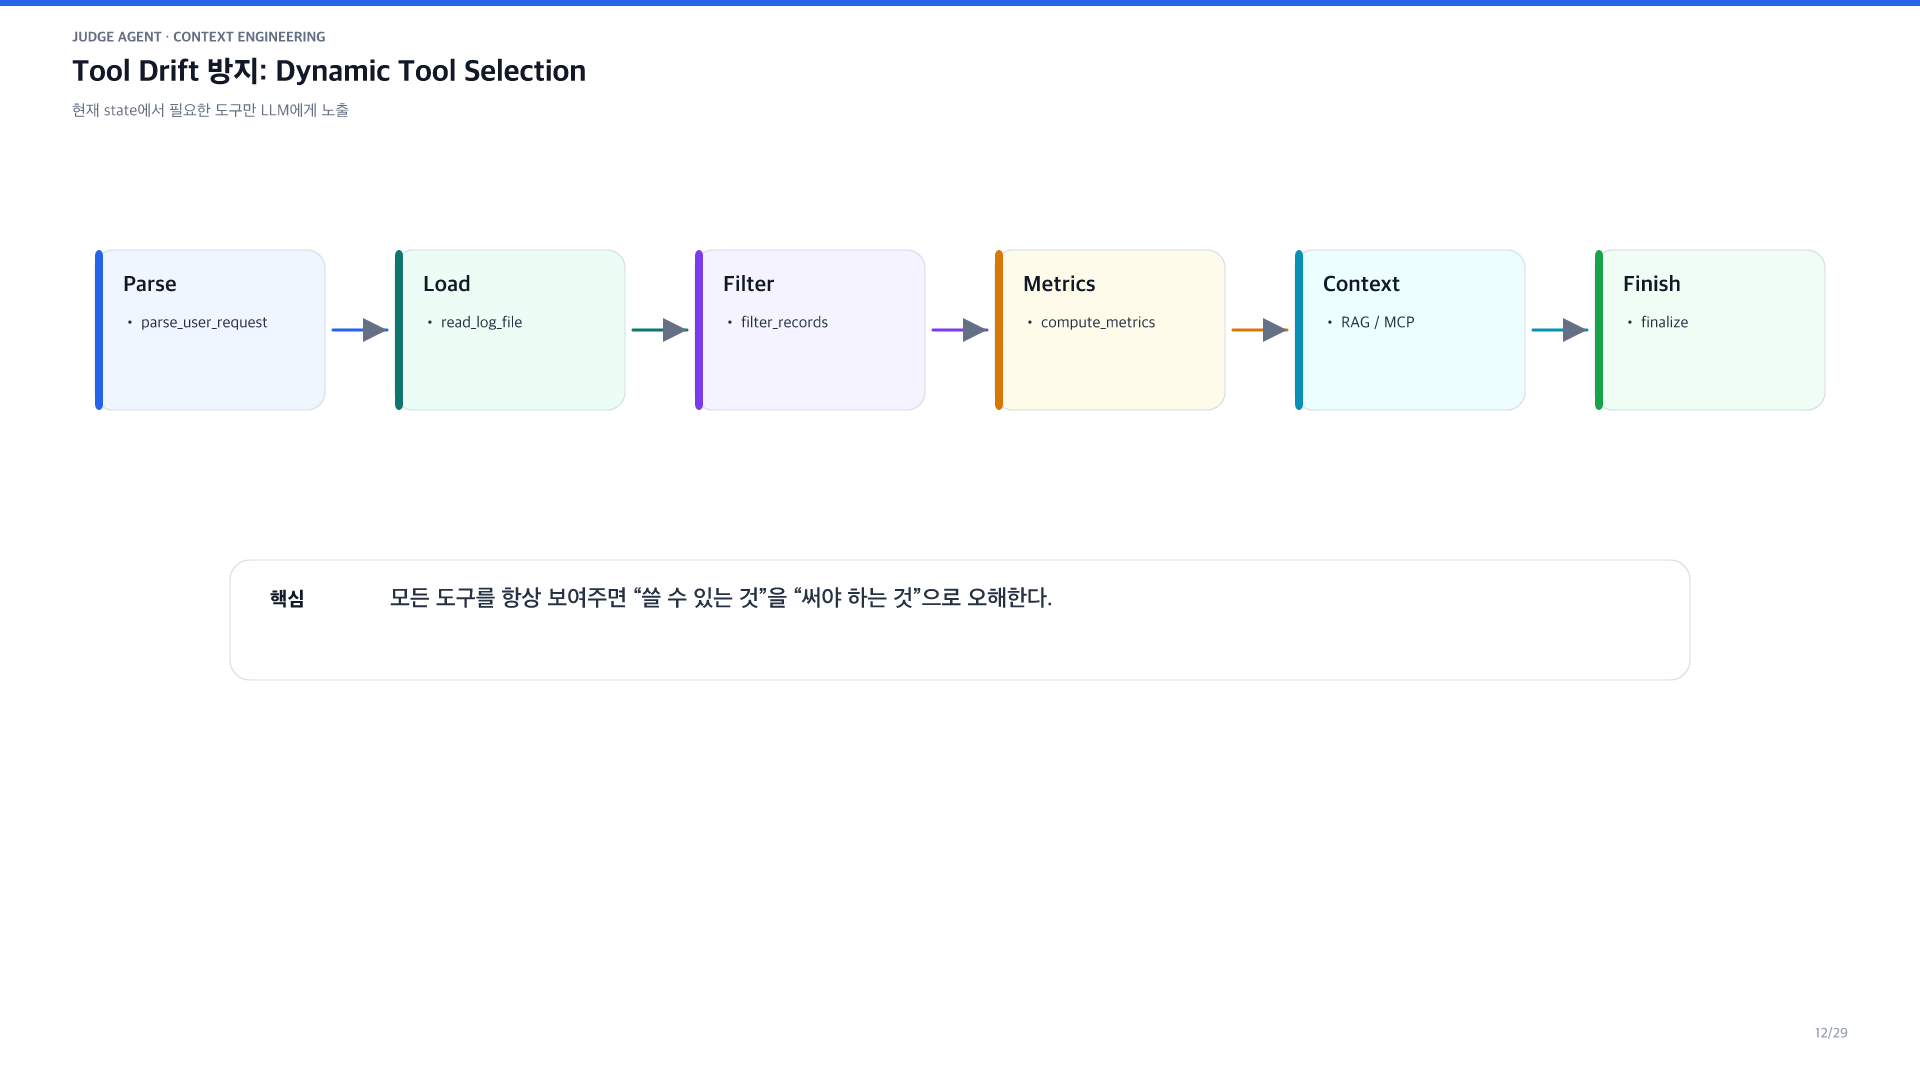 JUDGE AGENT · CONTEXT ENGINEERING
Tool Drift 방지: Dynamic Tool Selection
현재 state에서 필요한 도구만 LLM에게 노출
Parse
• parse_user_request
Load
• read_log_file
Filter
• filter_records
Metrics
• compute_metrics
Context
• RAG / MCP
Finish
• finalize
핵심
모든 도구를 항상 보여주면 “쓸 수 있는 것”을 “써야 하는 것”으로 오해한다.
12/29